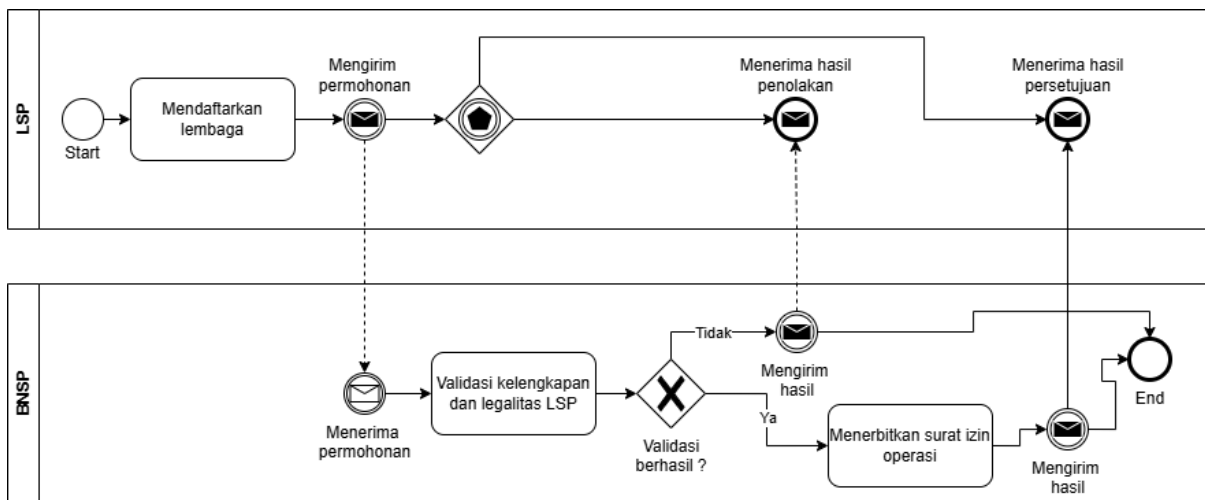 LSP
Start
Mendaftarkan
lembaga
Mengirim
permohonan
Menerima hasil
penolakan
Menerima hasil
persetujuan
BNSP
Menerima
permohonan
Validasi kelengkapan
dan legalitas LSP
Validasi
berhasil ?
Tidak
Mengirim
hasil
Ya
Menerbitkan surat izin
operasi
Mengirim
hasil
End